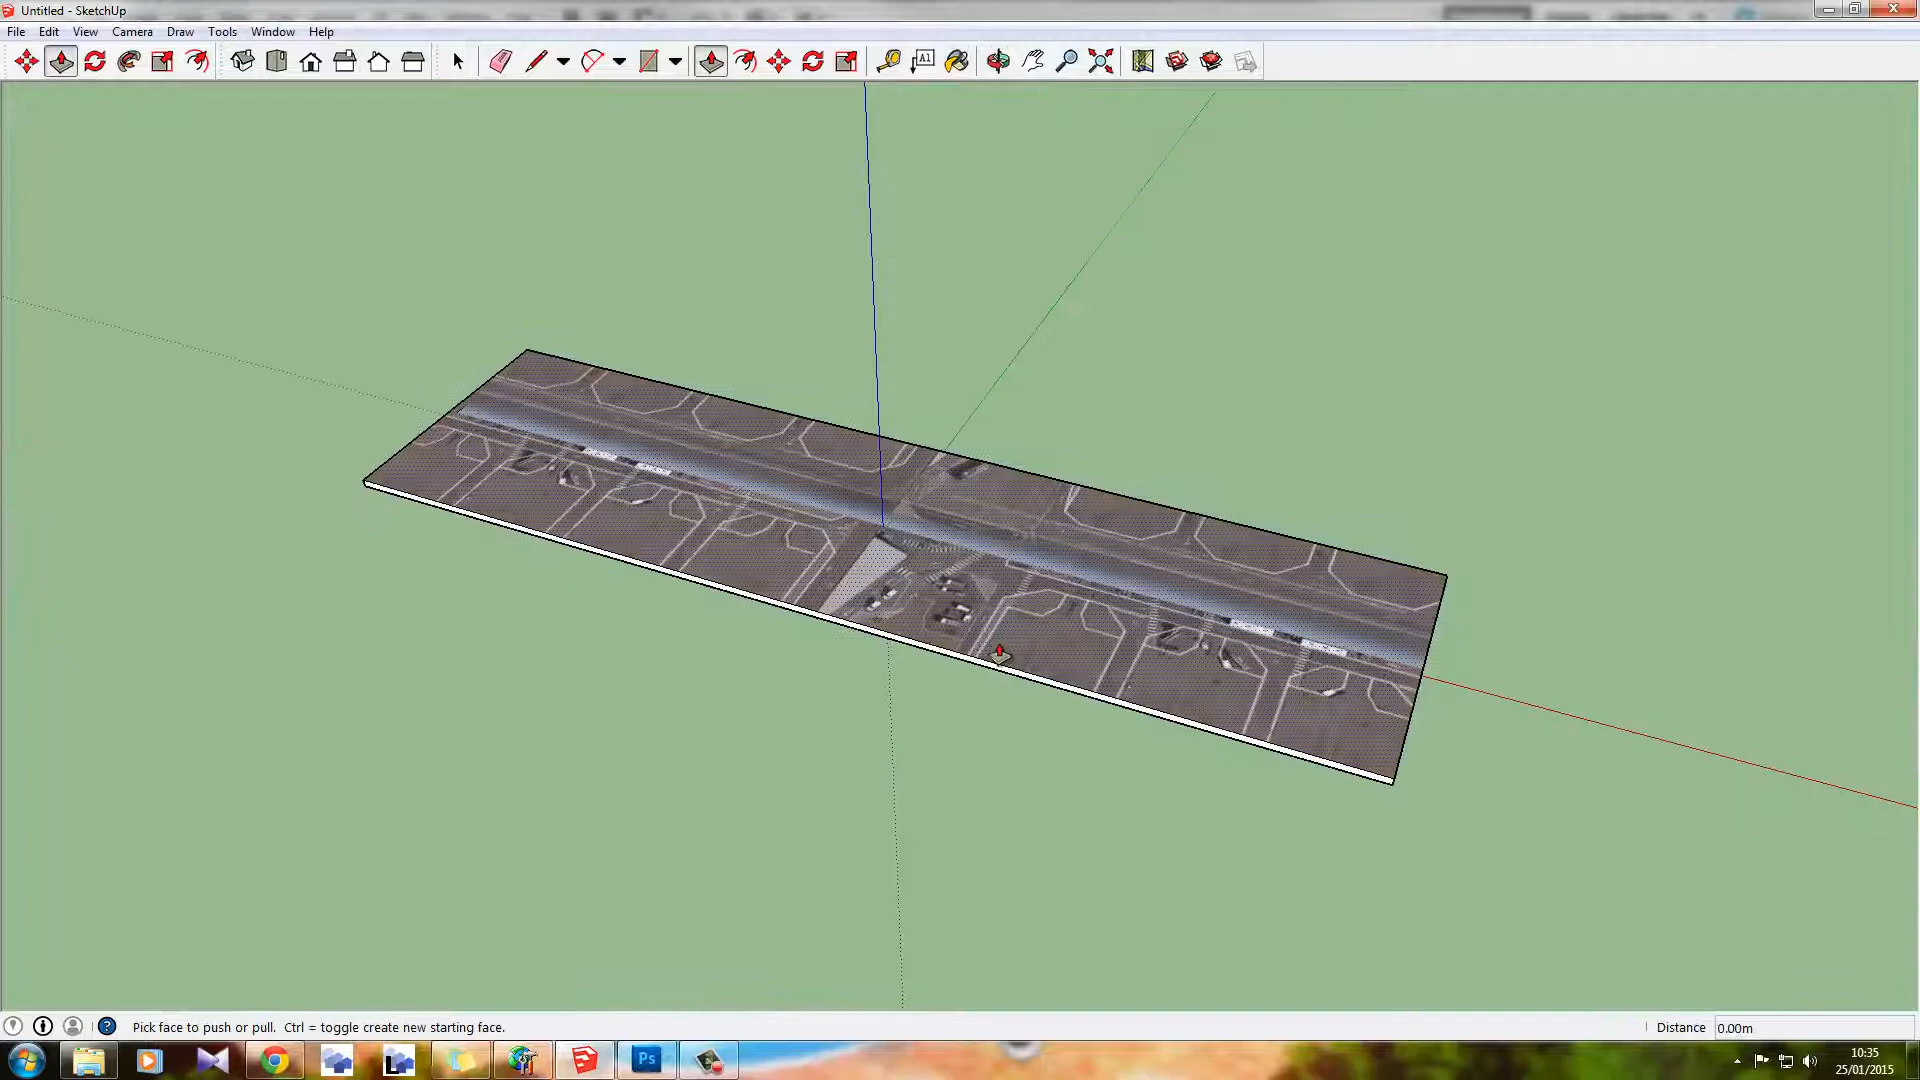 Untitled - SketchUp
File Edit View Camera Draw Tools Window Help
A1
Pick face to push or pull. Ctrl = toggle create new starting face.
Distance 0.00m
Ps
10:35
25/01/2015